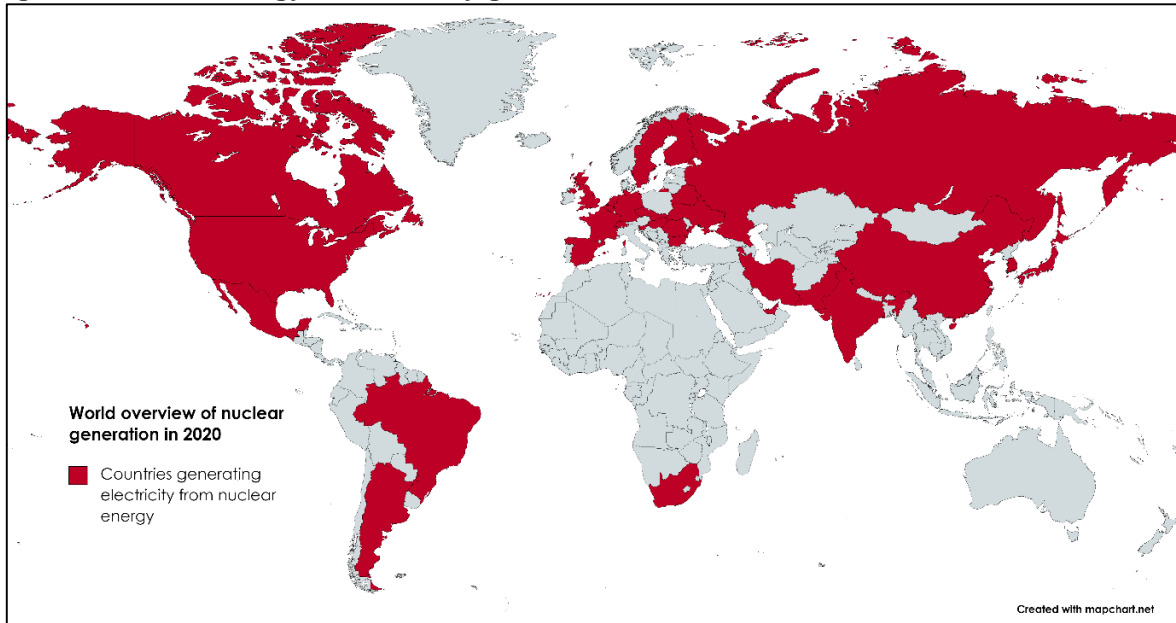 World overview of nuclear
generation in 2020
Countries generating
electricity from nuclear
energy
Created with mapchart.net